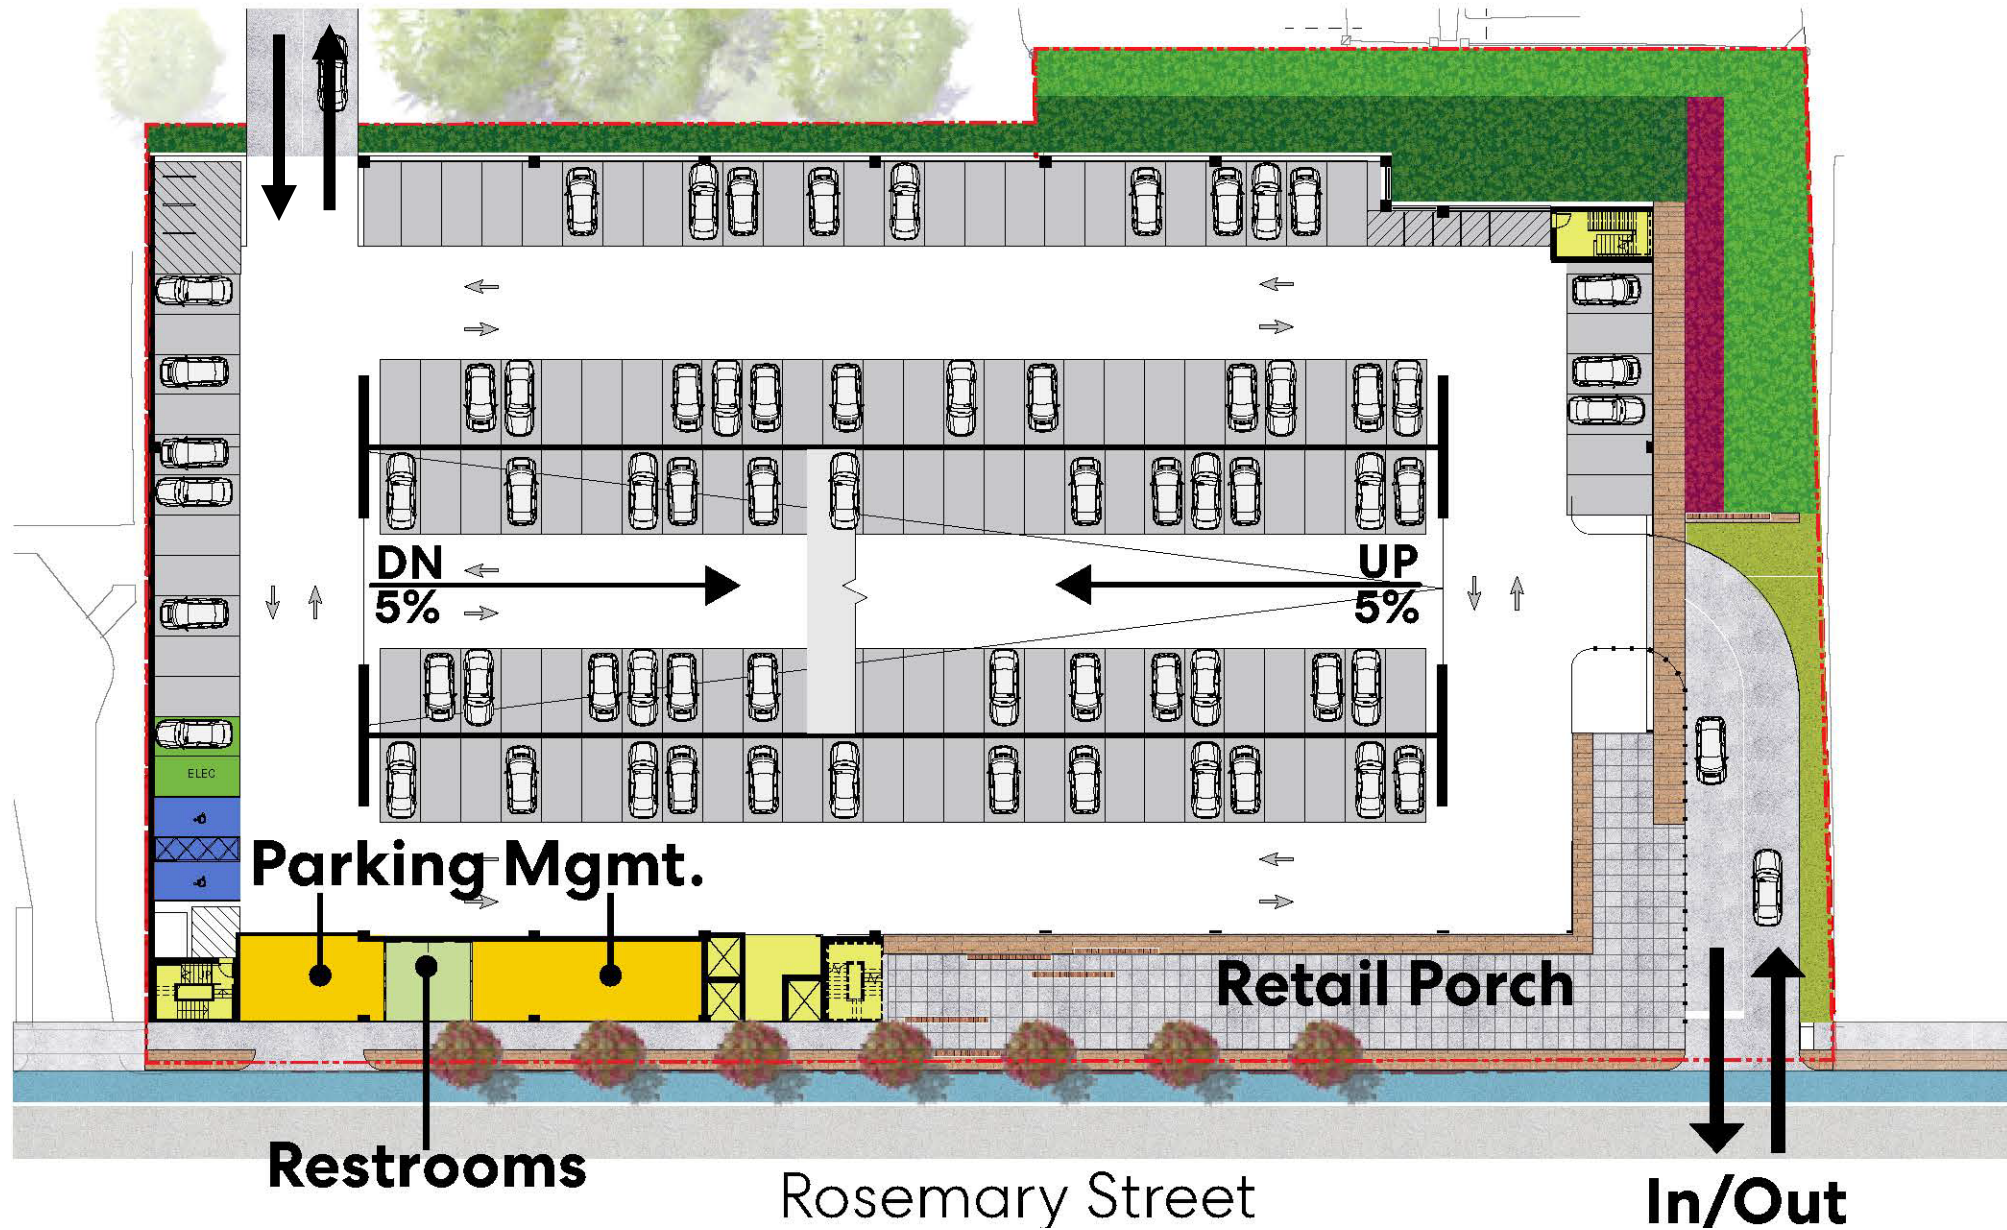 DN
5%
UP
5%
ELEC
Parking Mgmt.
Retail Porch
Restrooms
Rosemary Street
In/Out